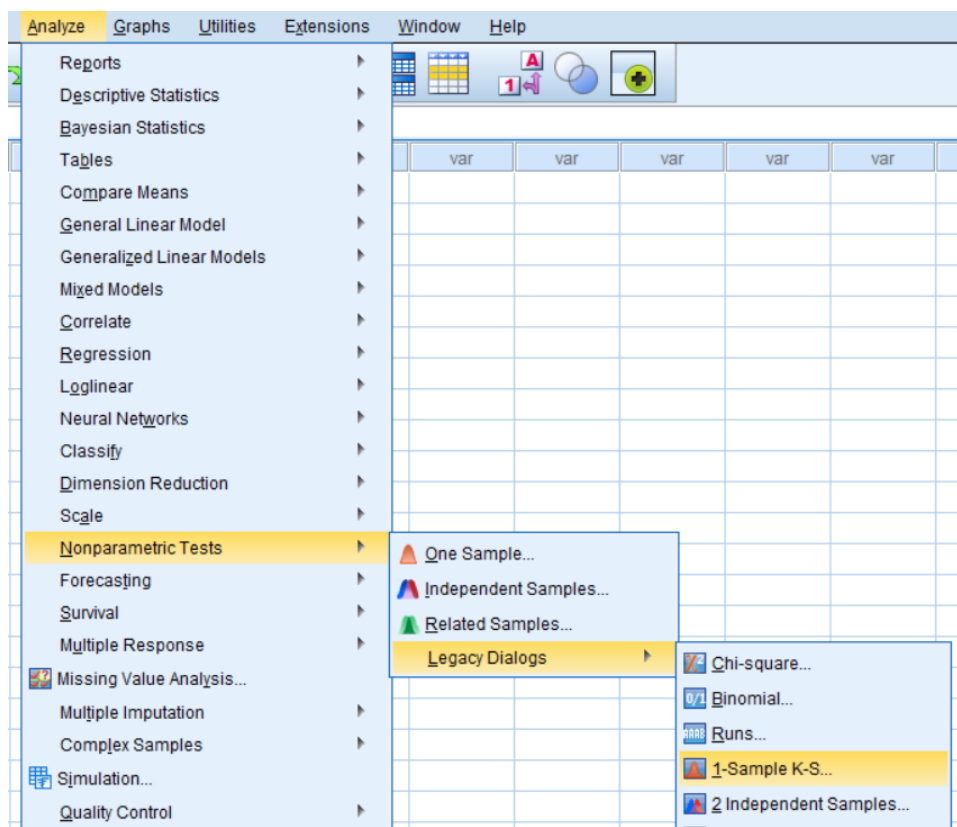 Analyze Graphs Utilities Extensions Window Help
Reports
Descriptive Statistics
Bayesian Statistics
Tables
var var var var var
Compare Means
General Linear Model
Generalized Linear Models
Mixed Models
Correlate
Regression
Loglinear
Neural Networks
Classify
Dimension Reduction
Scale
Nonparametric Tests
One Sample...
Forecasting
Independent Samples...
Survival
Related Samples...
Multiple Response
Legacy Dialogs
Chi-square...
Missing Value Analysis...
Binomial...
Multiple Imputation
Runs...
Complex Samples
1-Sample K-S...
Simulation...
2 Independent Samples...
Quality Control